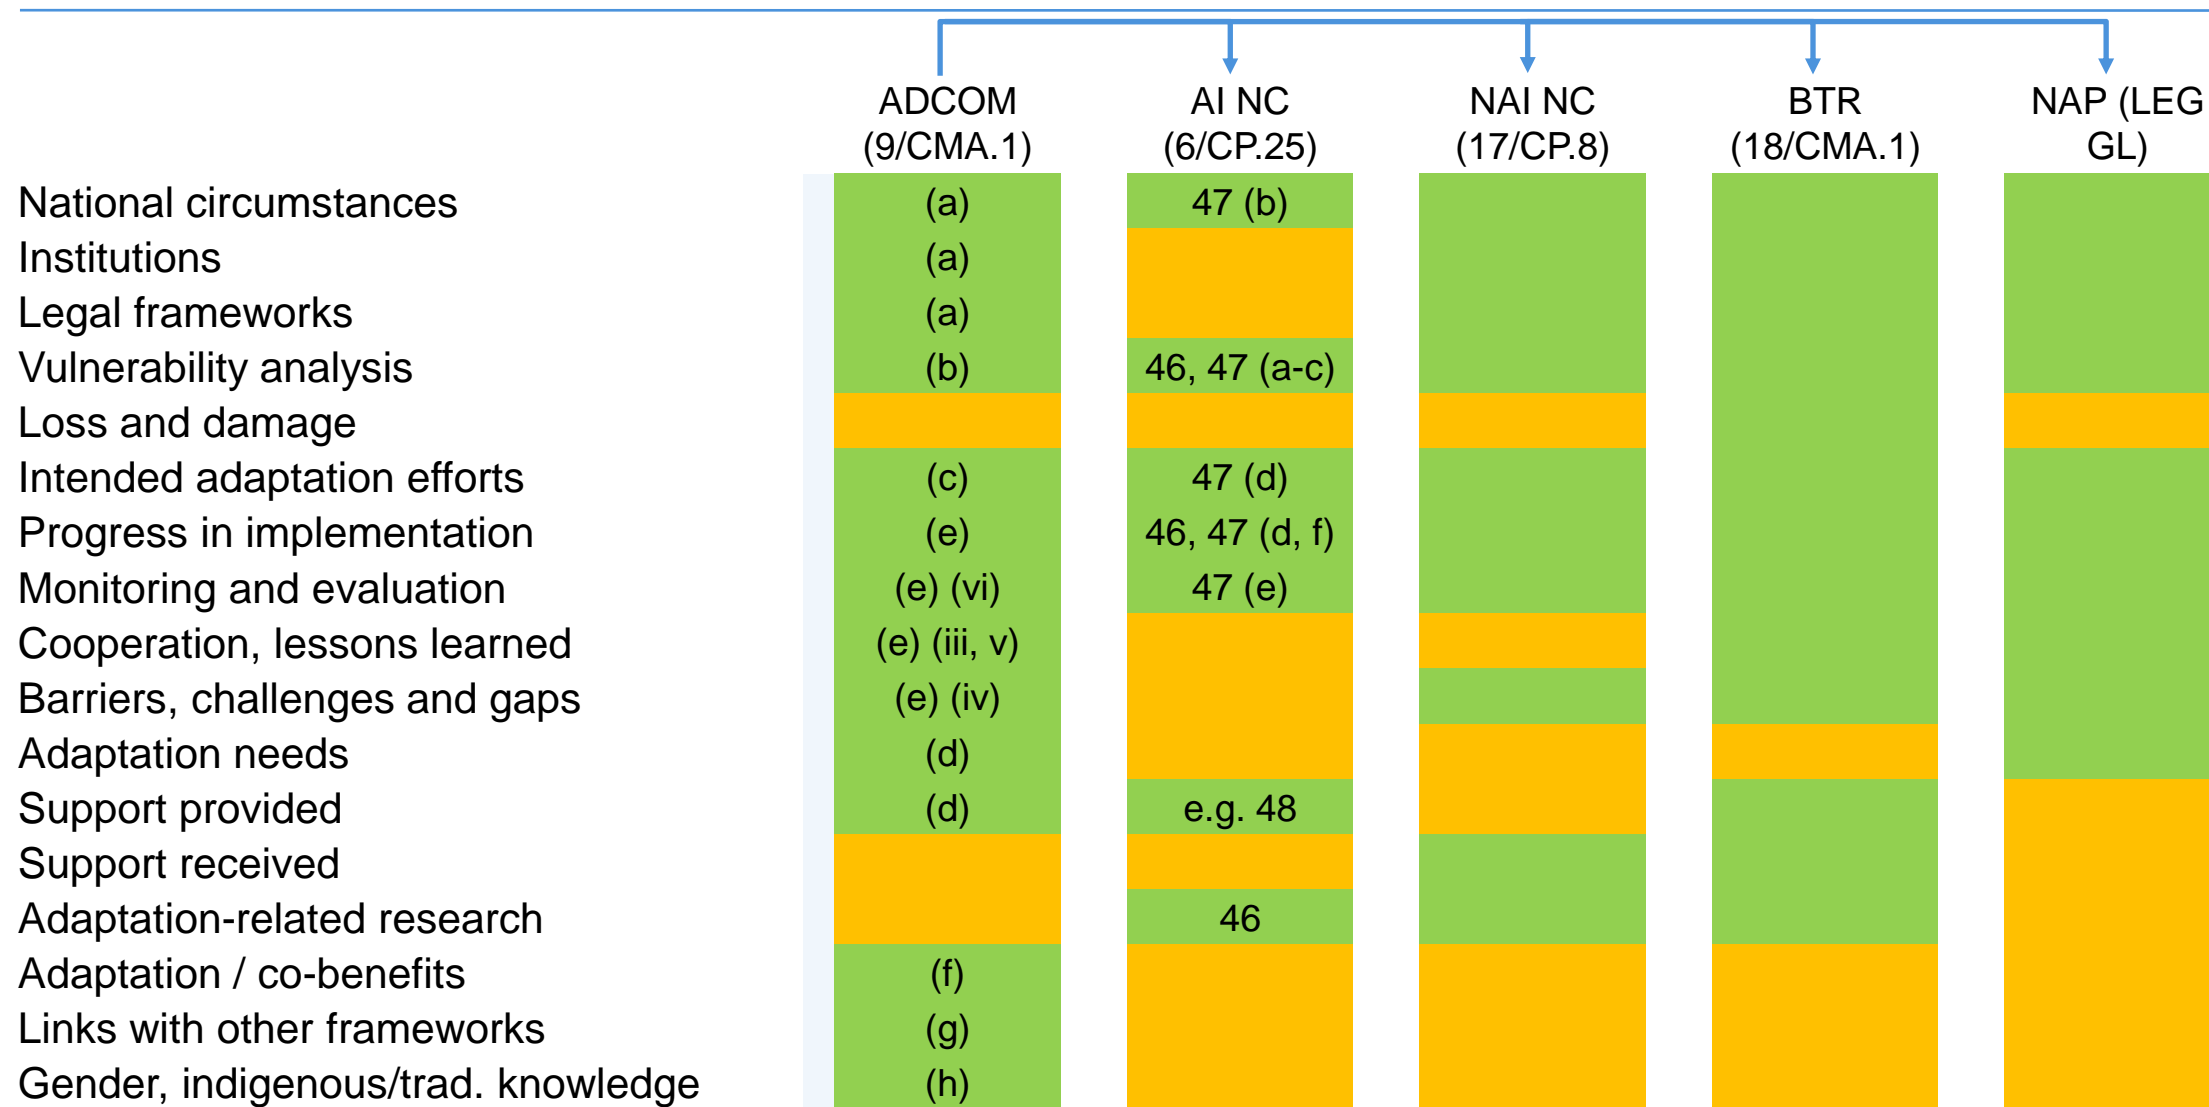 ADCOM AI NC NAI NC BTR NAP (LEG
(9/CMA.1) (6/CP.25) (17/CP.8) (18/CMA.1) GL)
National circumstances (a) 47 (b)
Institutions (a)
Legal frameworks (a)
Vulnerability analysis (b) 46, 47 (a-c)
Loss and damage
Intended adaptation efforts (c) 47 (d)
Progress in implementation (e) 46, 47 (d, f)
Monitoring and evaluation (e) (vi) 47 (e)
Cooperation, lessons learned (e) (iii, v)
Barriers, challenges and gaps (e) (iv)
Adaptation needs (d)
Support provided (d) e.g. 48
Support received
Adaptation-related research 46
Adaptation / co-benefits (f)
Links with other frameworks (g)
Gender, indigenous/trad. knowledge (h)